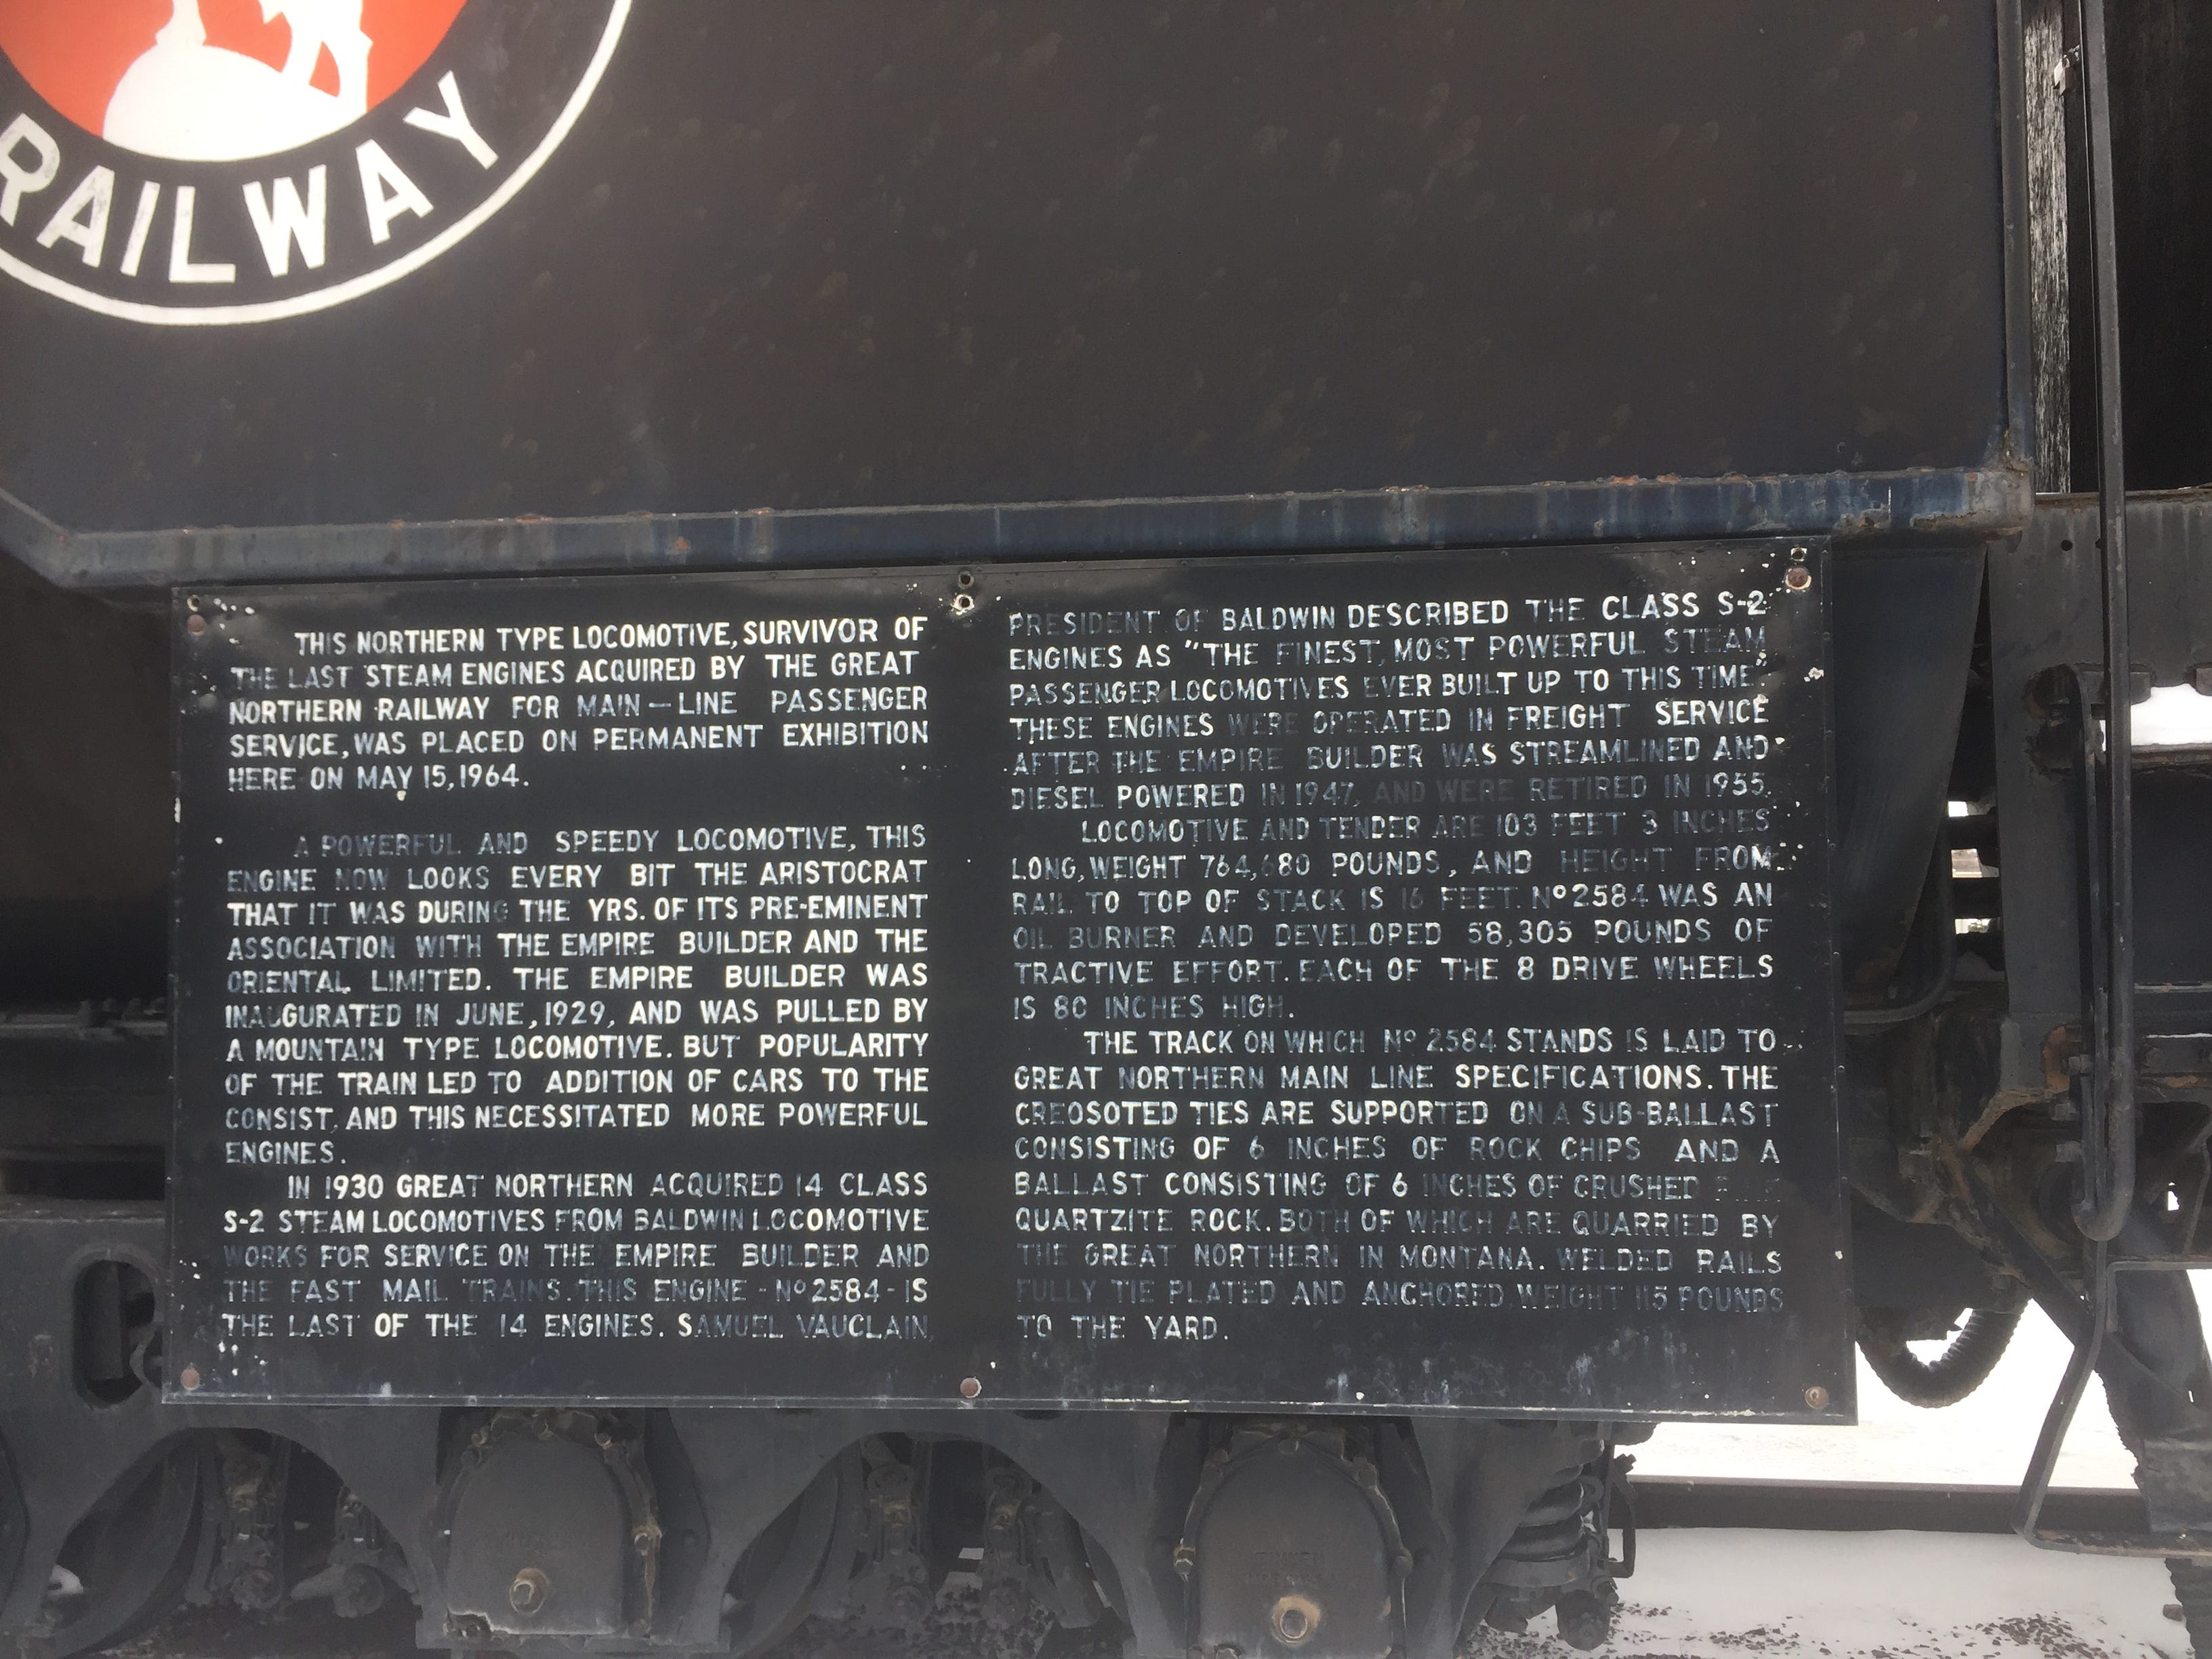 RAILWAY
THIS NORTHERN TYPE LOCOMOTIVE, SURVIVOR OF
THE LAST STEAM ENGINES ACQUIRED BY THE GREAT
NORTHERN RAILWAY FOR MAIN-LINE PASSENGER
SERVICE, WAS PLACED ON PERMANENT EXHIBITION
HERE ON MAY 15, 1964.
A POWERFUL AND SPEEDY LOCOMOTIVE, THIS
ENGINE NOW LOOKS EVERY BIT THE ARISTOCRAT
THAT IT WAS DURING THE YRS. OF ITS PRE-EMINENT
ASSOCIATION WITH THE EMPIRE BUILDER AND THE
ORIENTAL LIMITED. THE EMPIRE BUILDER WAS
INAUGURATED IN JUNE, 1929, AND WAS PULLED BY
A MOUNTAIN TYPE LOCOMOTIVE. BUT POPULARITY
OF THE TRAIN LED TO ADDITION OF CARS TO THE
CONSIST, AND THIS NECESSITATED MORE POWERFUL
ENGINES.
IN 1930 GREAT NORTHERN ACQUIRED 14 CLASS
S-2 STEAM LOCOMOTIVES FROM BALDWIN LOCOMOTIVE
WORKS FOR SERVICE ON THE EMPIRE BUILDER AND
THE FAST MAIL TRAINS. THIS ENGINE - Nº 2584 - IS
THE LAST OF THE 14 ENGINES. SAMUEL VAUCLAIN,
PRESIDENT OF BALDWIN DESCRIBED THE CLASS S-2
ENGINES AS "THE FINEST, MOST POWERFUL STEAM
PASSENGER LOCOMOTIVES EVER BUILT UP TO THIS TIME".
THESE ENGINES WERE OPERATED IN FREIGHT SERVICE
AFTER THE EMPIRE BUILDER WAS STREAMLINED AND
DIESEL POWERED IN 1947, AND WERE RETIRED IN 1955.
LOCOMOTIVE AND TENDER ARE 103 FEET 3 INCHES
LONG, WEIGHT 764,680 POUNDS, AND HEIGHT FROM
RAIL TO TOP OF STACK IS 16 FEET. Nº 2584 WAS AN
OIL BURNER AND DEVELOPED 58,305 POUNDS OF
TRACTIVE EFFORT. EACH OF THE 8 DRIVE WHEELS
IS 80 INCHES HIGH.
THE TRACK ON WHICH Nº 2584 STANDS IS LAID TO
GREAT NORTHERN MAIN LINE SPECIFICATIONS. THE
CREOSOTED TIES ARE SUPPORTED ON A SUB-BALLAST
CONSISTING OF 6 INCHES OF ROCK CHIPS AND A
BALLAST CONSISTING OF 6 INCHES OF CRUSHED
QUARTZITE ROCK. BOTH OF WHICH ARE QUARRIED BY
THE GREAT NORTHERN IN MONTANA. WELDED RAILS
FULLY TIE PLATED AND ANCHORED, WEIGHT 115 POUNDS
TO THE YARD.